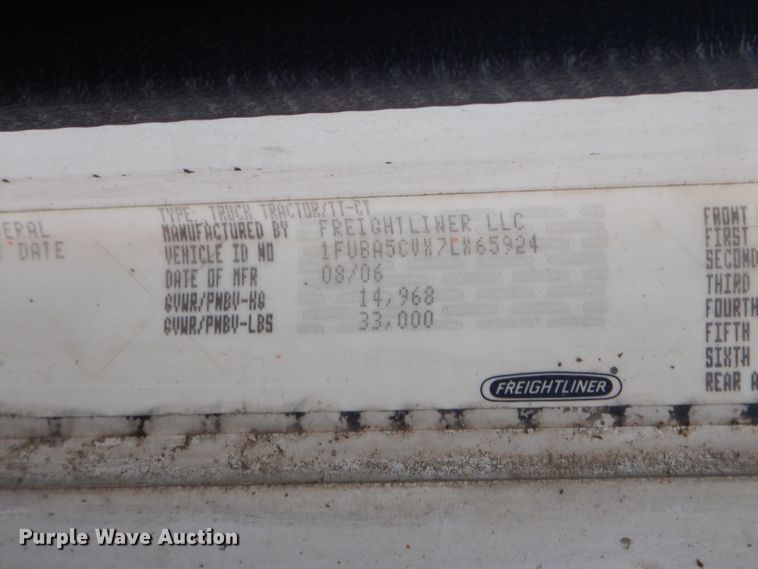 TYPE: TRUCK TRACTOR/TT-CT
MANUFACTURED BY FREIGHTLINER LLC
VEHICLE ID NO 1FVBA5CVX7LX65924
DATE OF MFR 08/06
GVWR/PNBV-KG 14,968
GVWR/PNBV-LBS 33,000
ERAL
DATE
FRONT
FIRST
SECOND
THIRD
FOURTH
FIFTH
SIXTH
REAR A
FREIGHTLINER
Purple Wave Auction